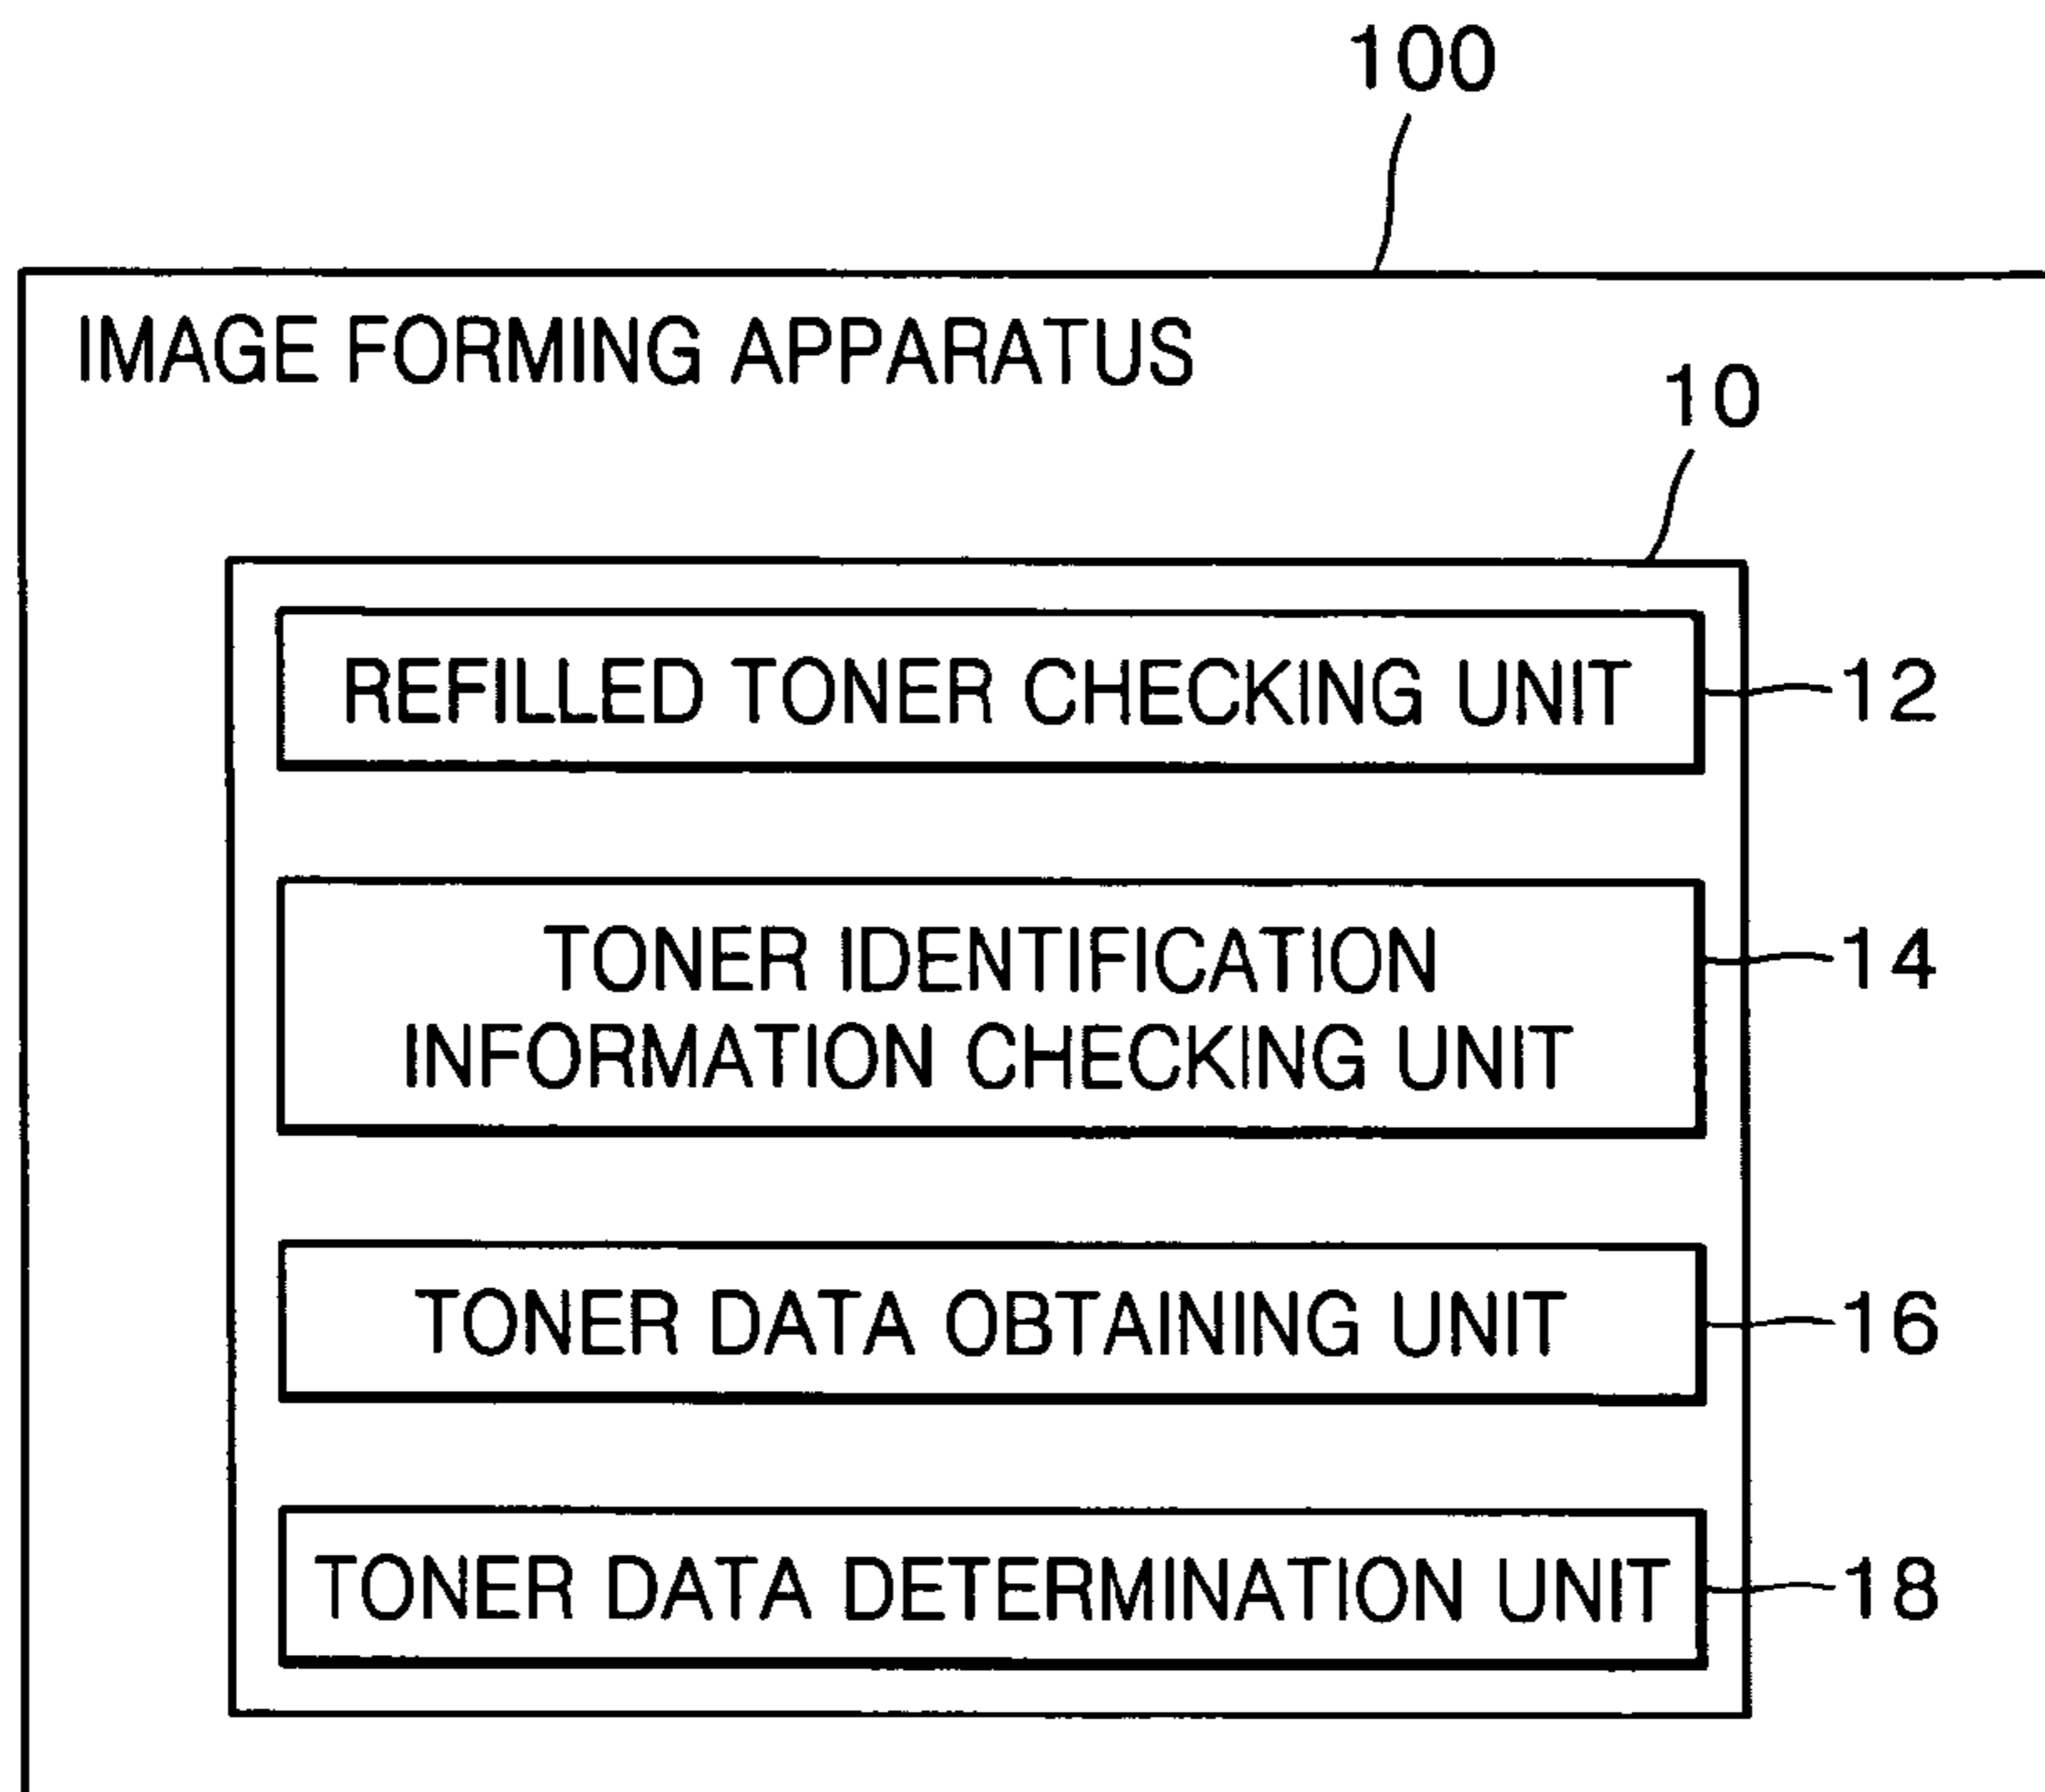 100
IMAGE FORMING APPARATUS
10
REFILLED TONER CHECKING UNIT
12
TONER IDENTIFICATION
INFORMATION CHECKING UNIT
14
TONER DATA OBTAINING UNIT
16
TONER DATA DETERMINATION UNIT
18